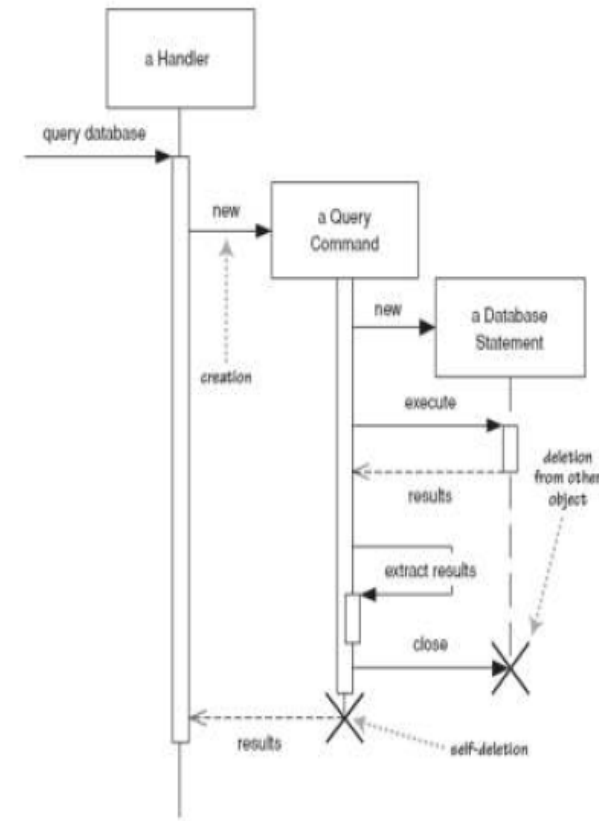 a Handler
query database
new
a Query
Command
new
a Database
Statement
creation
execute
deletion
from other
object
results
extract results
close
results
self-deletion